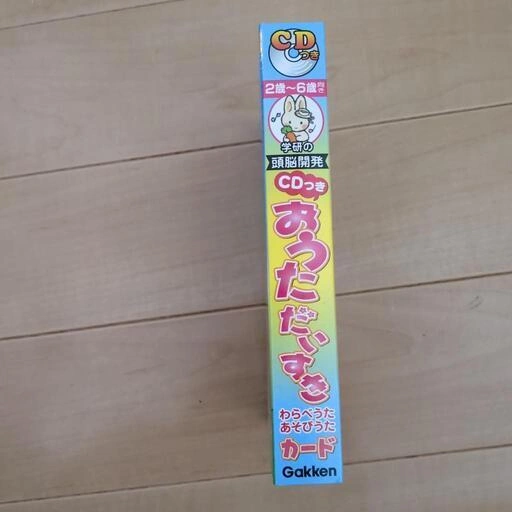 CD
つき
2歳～6歳向き
学研の
頭脳開発
CDつき
おうただいすき
わらべうた
あそびうた
カード
Gakken